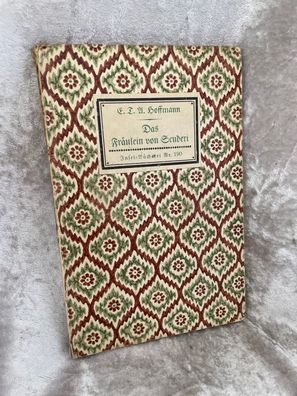 E. T. A. Hoffmann
Das
Fräulein von Scuderi
Insel-Bücherei Nr. 190